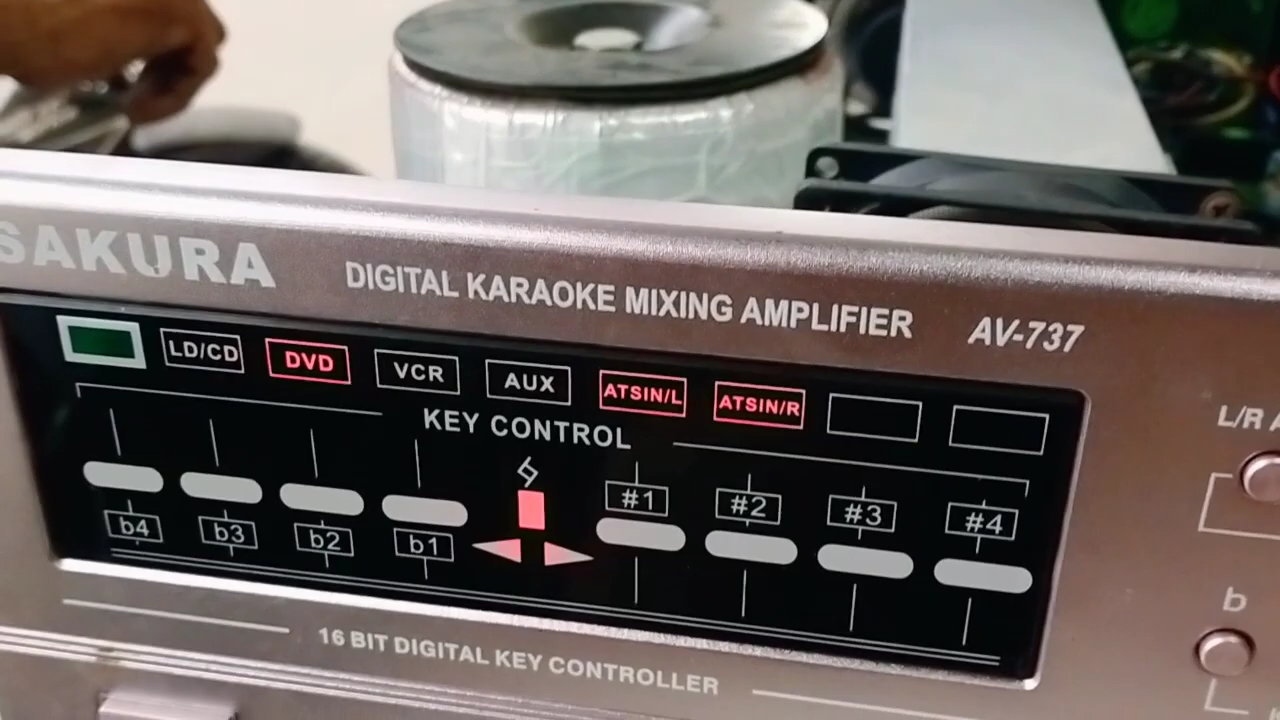 SAKURA
DIGITAL KARAOKE MIXING AMPLIFIER AV-737
LD/CD DVD VCR AUX ATSIN/L ATSIN/R
KEY CONTROL
L/R
#1 #2 #3 #4
b4 b3 b2 b1
b
16 BIT DIGITAL KEY CONTROLLER